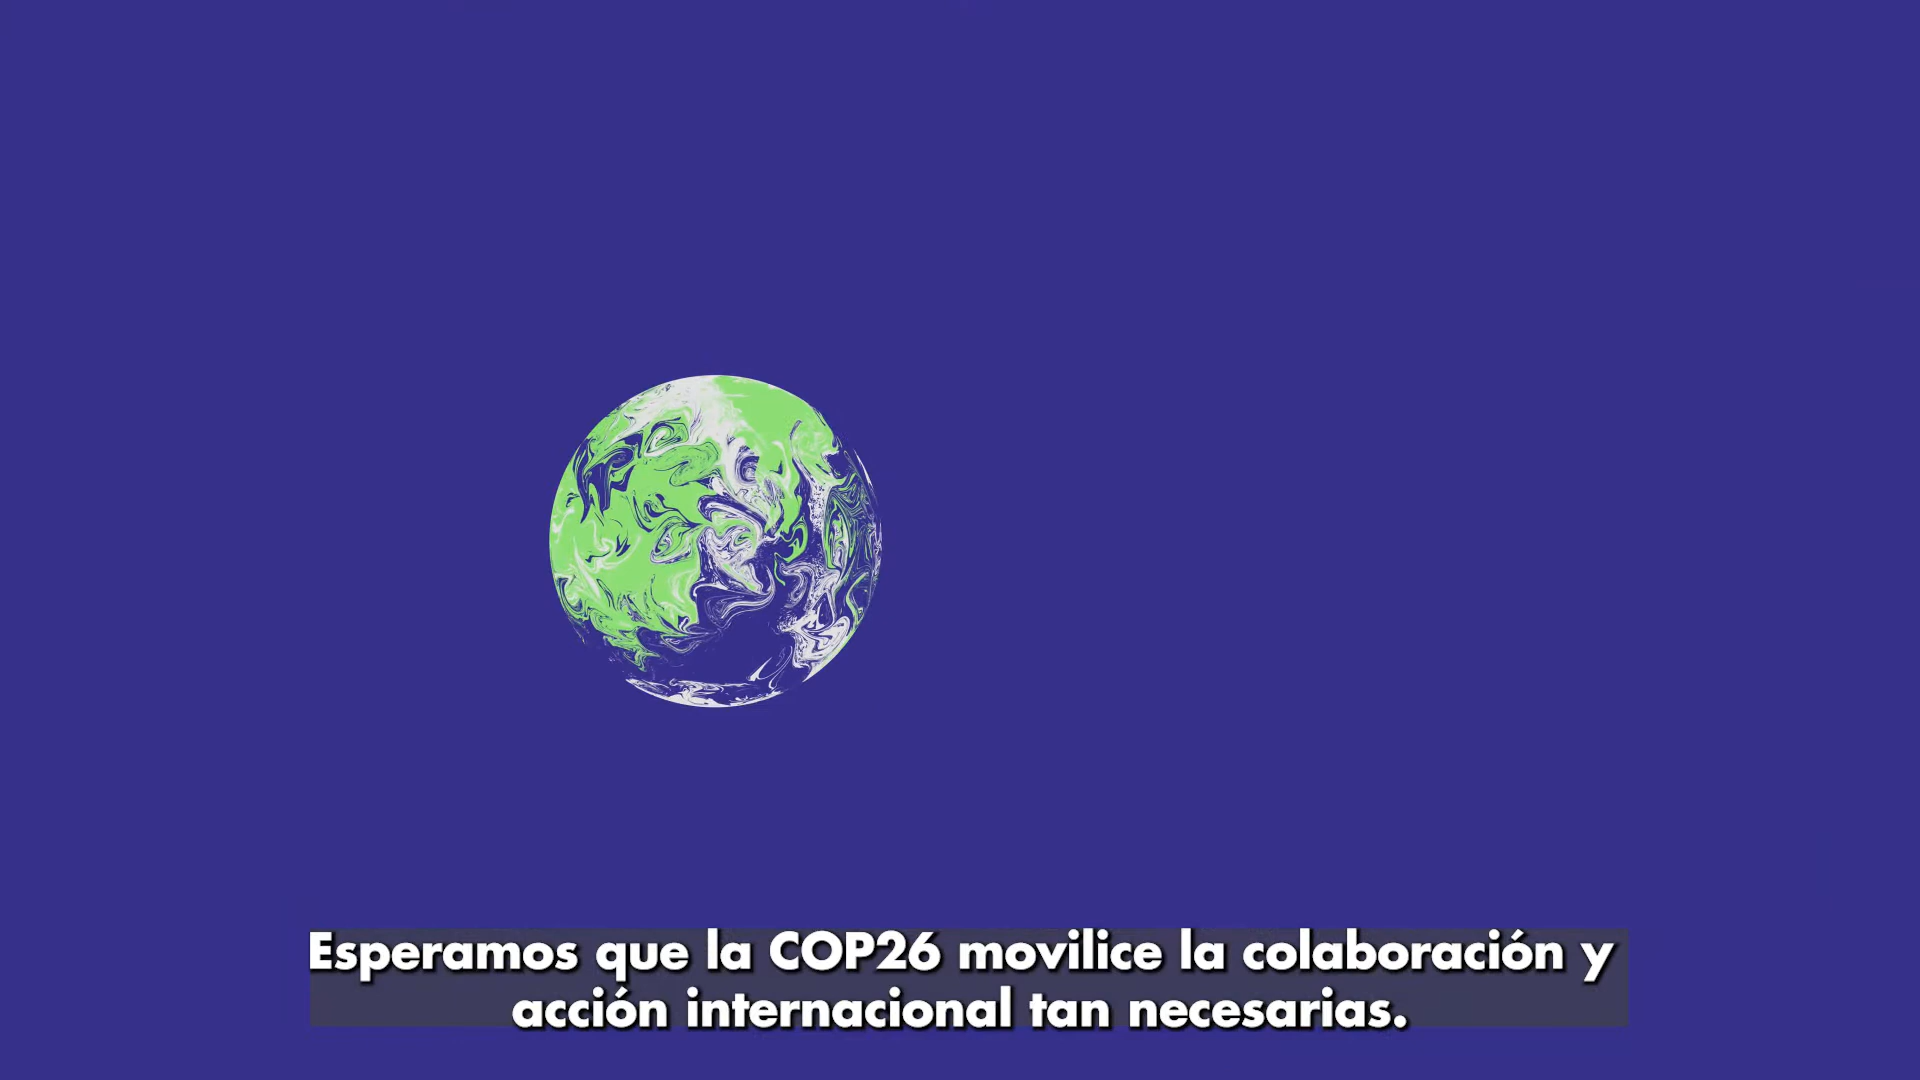 Esperamos que la COP26 movilice la colaboración y
acción internacional tan necesarias.